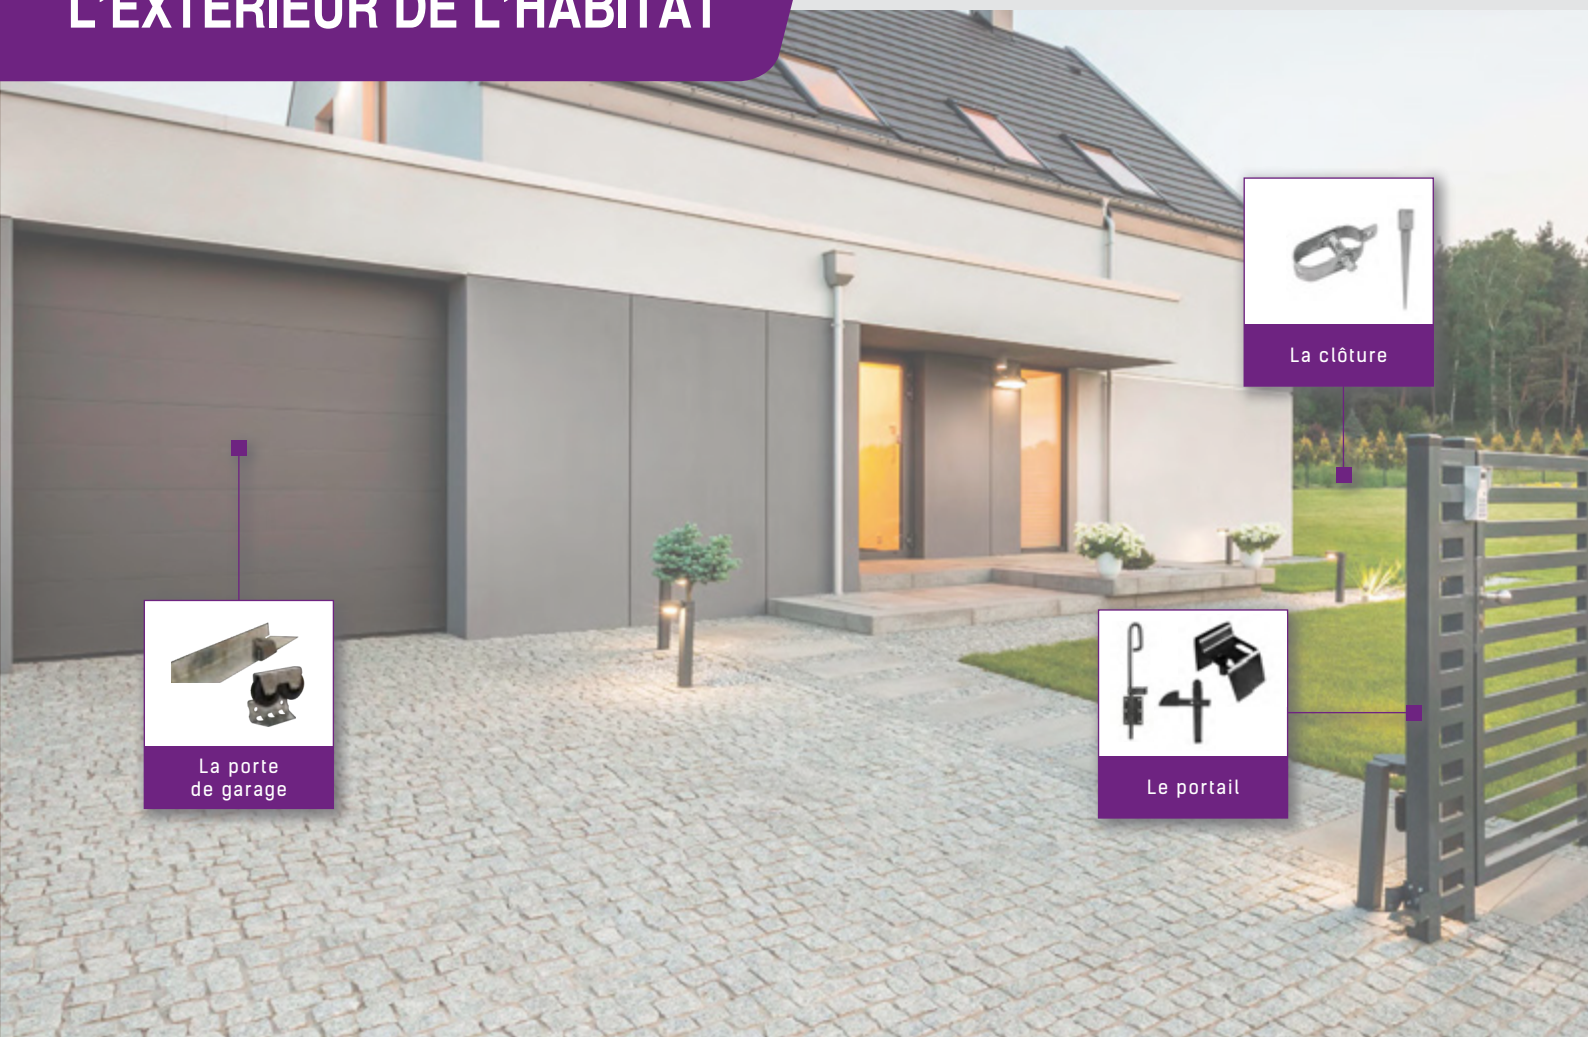 L'EXTÉRIEUR DE L'HABITAT
La clôture
La porte
de garage
Le portail